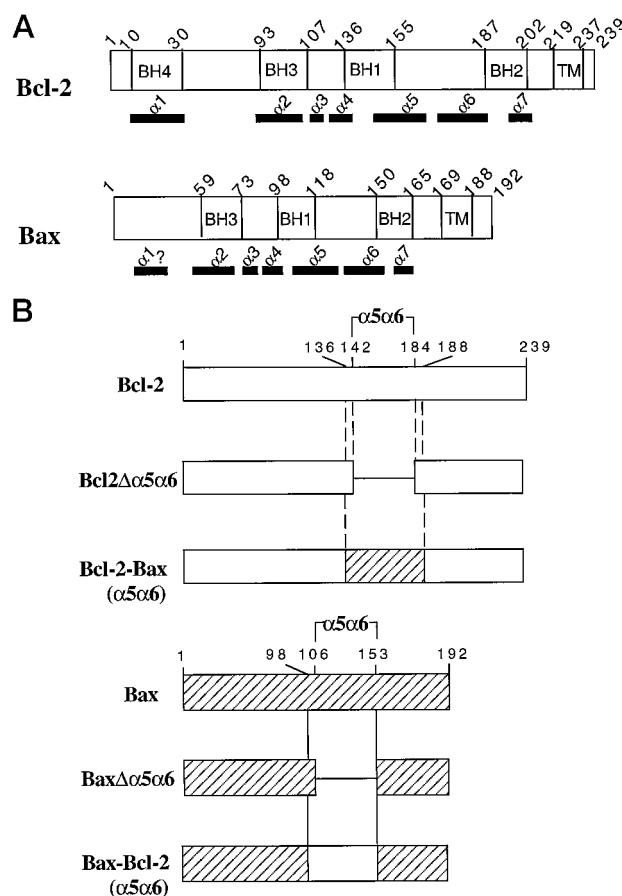 A
1 10 30 93 107 136 155 187 202 219 237 239
Bcl-2 BH4 BH3 BH1 BH2 TM
α1 α2 α3 α4 α5 α6 α7
1 59 73 98 118 150 165 169 188 192
Bax BH3 BH1 BH2 TM
α1? α2 α3 α4 α5 α6 α7
B
α5α6
1 136 142 184 188 239
Bcl-2
Bcl2Δα5α6
Bcl-2-Bax
(α5α6)
α5α6
1 98 106 153 192
Bax
BaxΔα5α6
Bax-Bcl-2
(α5α6)